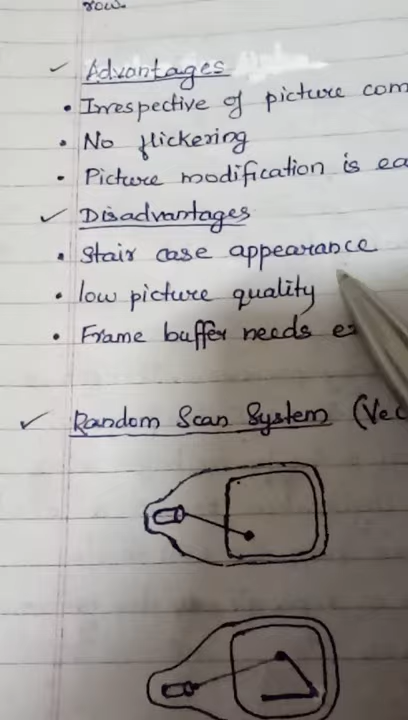 row.
✓ Advantages
• Irrespective of picture com
• No flickering
• Picture modification is ea
✓ Disadvantages
• Stair case appearance
• low picture quality
• Frame buffer needs e
✓ Random Scan System (Vec